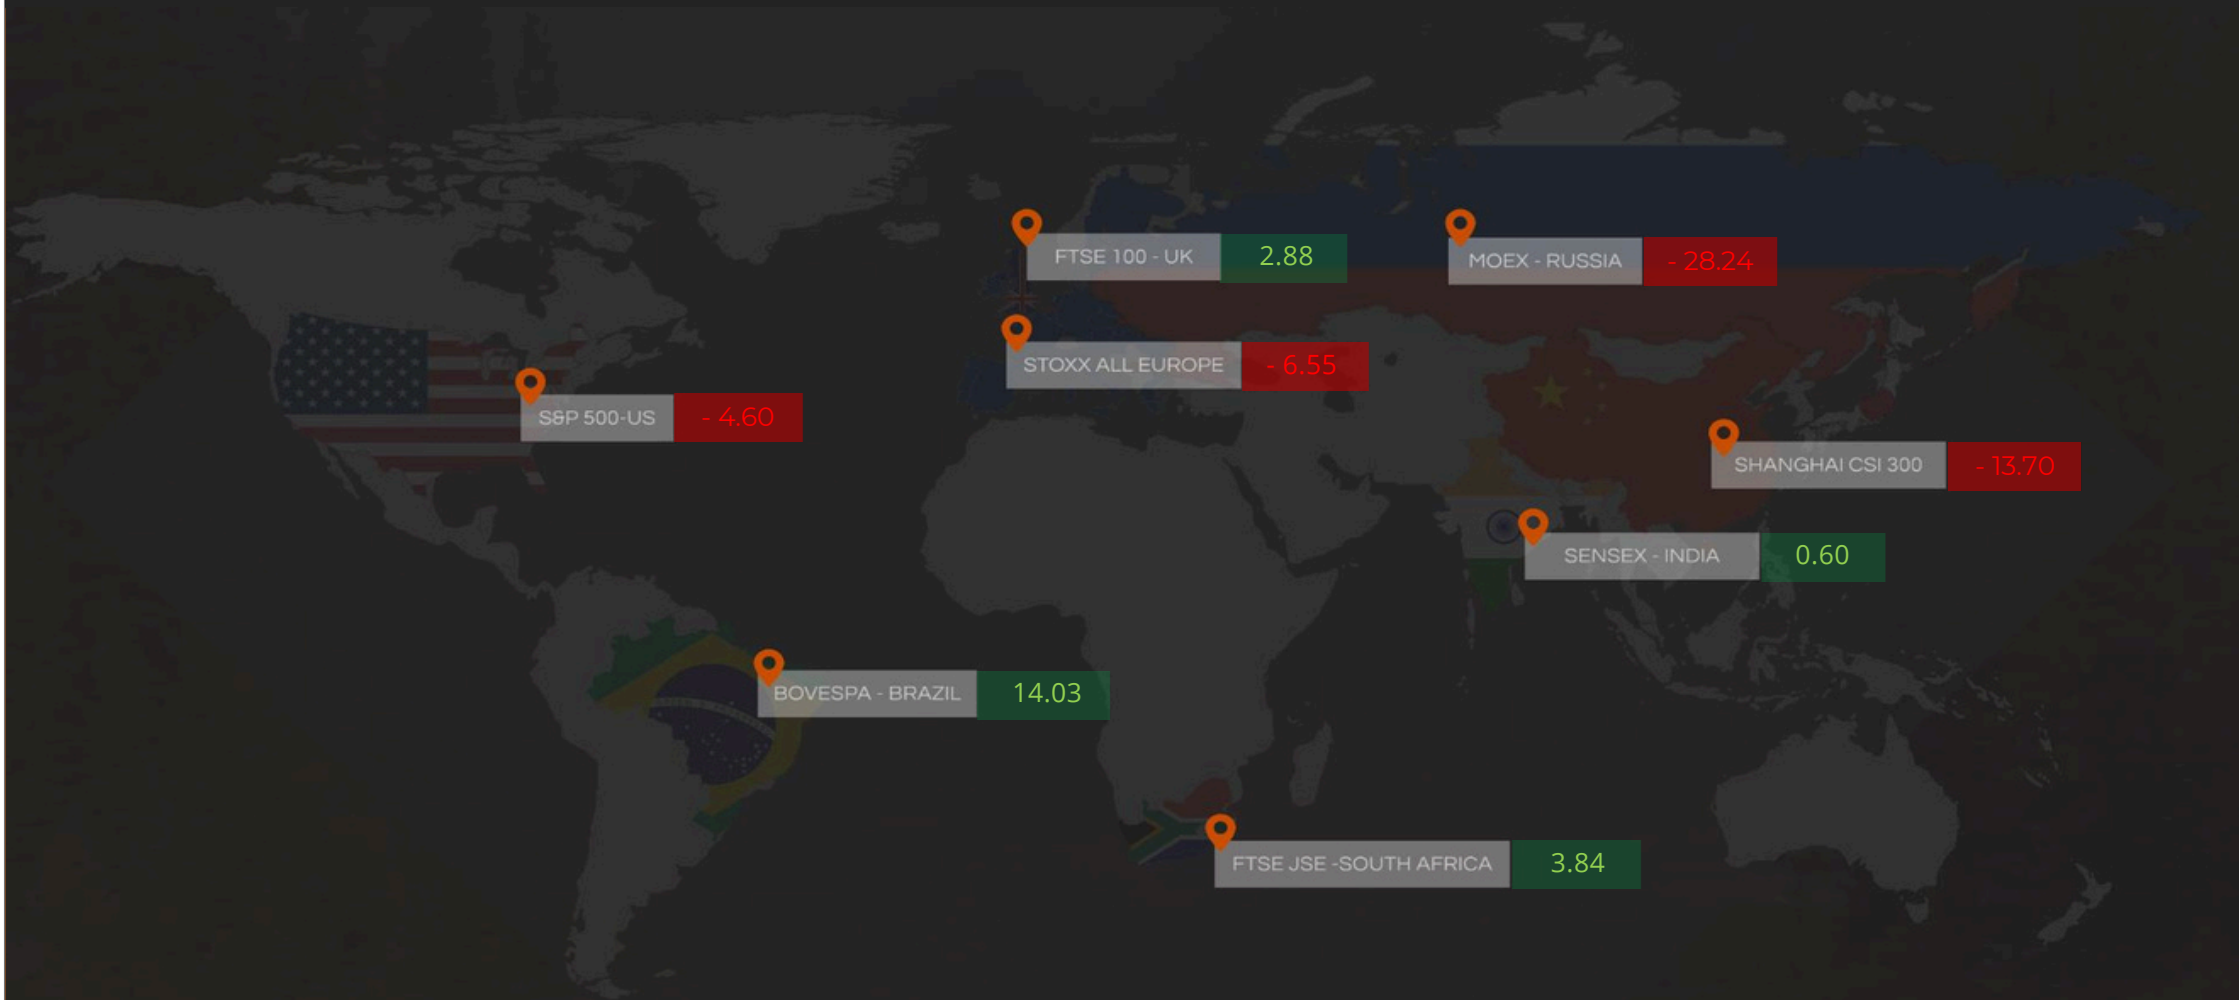 FTSE 100 - UK 2.88
MOEX - RUSSIA - 28.24
STOXX ALL EUROPE - 6.55
S&P 500-US - 4.60
SHANGHAI CSI 300 - 13.70
SENSEX - INDIA 0.60
BOVESPA - BRAZIL 14.03
FTSE JSE -SOUTH AFRICA 3.84